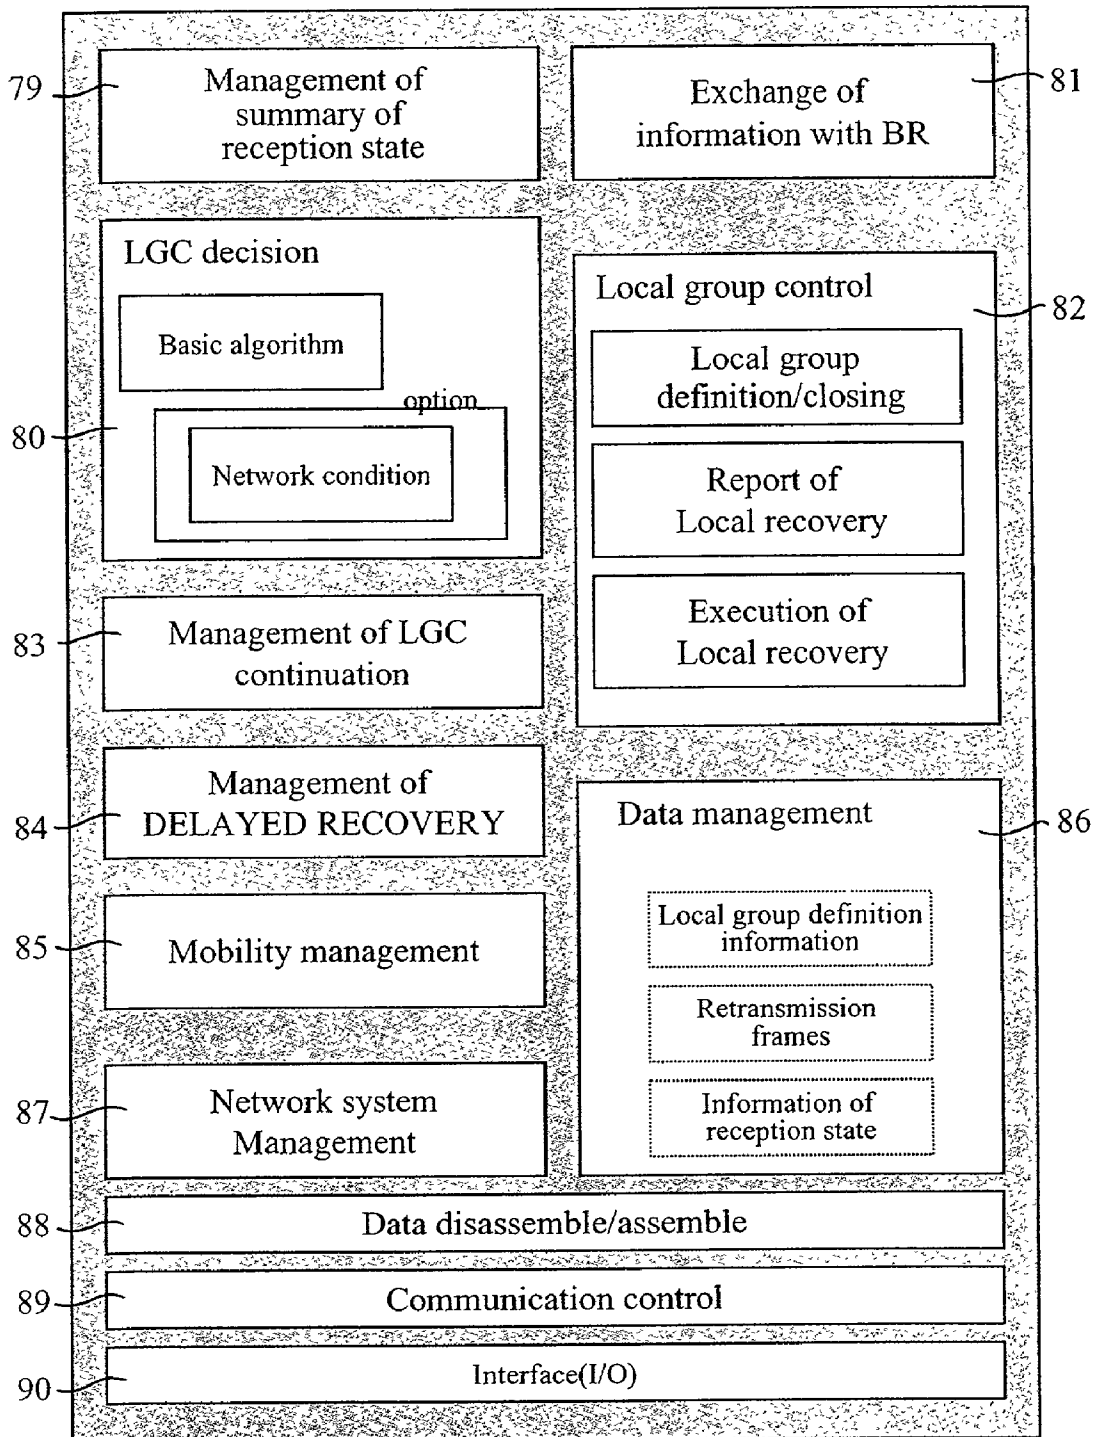 79
Management of
summary of
reception state
Exchange of
information with BR
81
LGC decision
Basic algorithm
option
Network condition
80
Local group control
82
Local group
definition/closing
Report of
Local recovery
Execution of
Local recovery
83
Management of LGC
continuation
84
Management of
DELAYED RECOVERY
85
Mobility management
Data management
86
Local group definition
information
Retransmission
frames
Information of
reception state
87
Network system
Management
88
Data disassemble/assemble
89
Communication control
90
Interface(I/O)